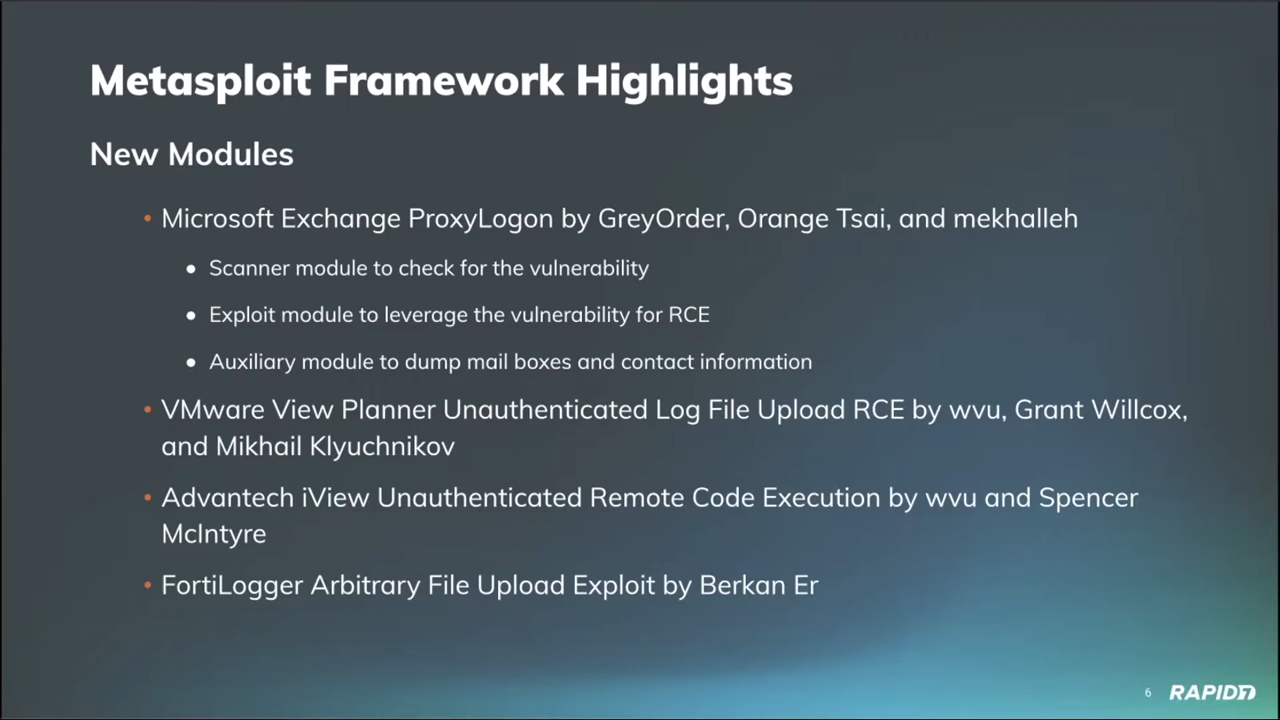 Metasploit Framework Highlights
New Modules
• Microsoft Exchange ProxyLogon by GreyOrder, Orange Tsai, and mekhalleh
• Scanner module to check for the vulnerability
• Exploit module to leverage the vulnerability for RCE
• Auxiliary module to dump mail boxes and contact information
• VMware View Planner Unauthenticated Log File Upload RCE by wvu, Grant Willcox,
and Mikhail Klyuchnikov
• Advantech iView Unauthenticated Remote Code Execution by wvu and Spencer
McIntyre
• FortiLogger Arbitrary File Upload Exploit by Berkan Er
6 RAPID7